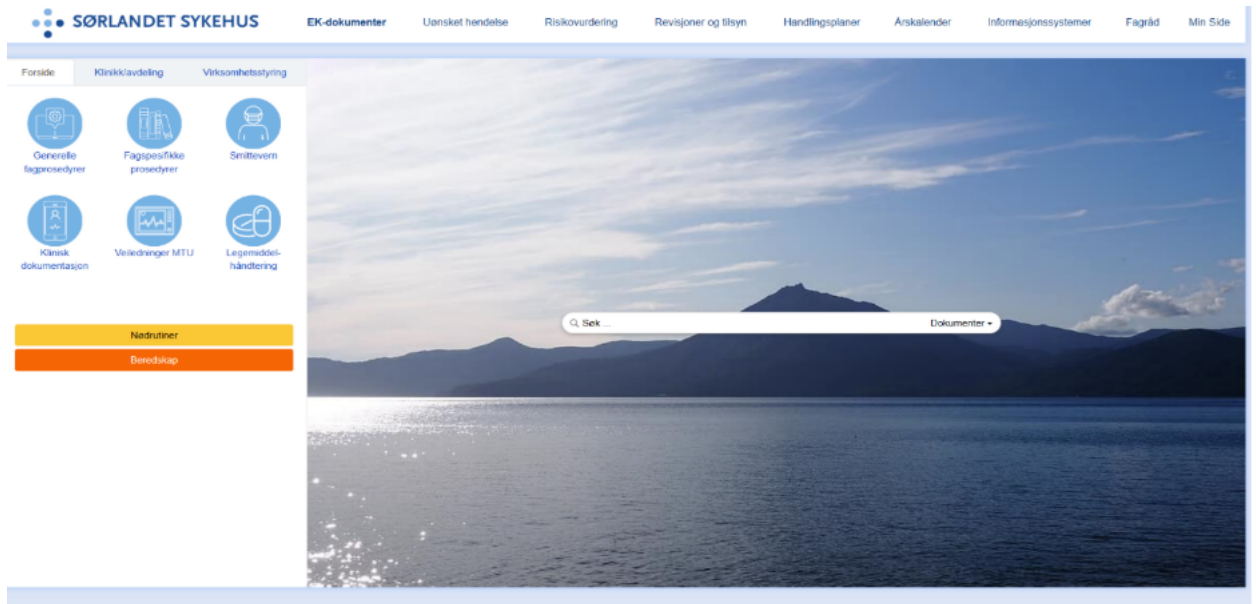 SØRLANDET SYKEHUS
EK-dokumenter
Uønsket hendelse
Risikovurdering
Revisjoner og tilsyn
Handlingsplaner
Årskalender
Informasjonssystemer
Fagråd
Min Side
Forside
Klinikk/avdeling
Virksomhetsstyring
Generelle
fagprosedyrer
Fagspesifikke
prosedyrer
Smittevern
Klinisk
dokumentasjon
Veiledninger MTU
Legemiddel-
håndtering
Nødrutiner
Beredskap
Søk ...
Dokumenter